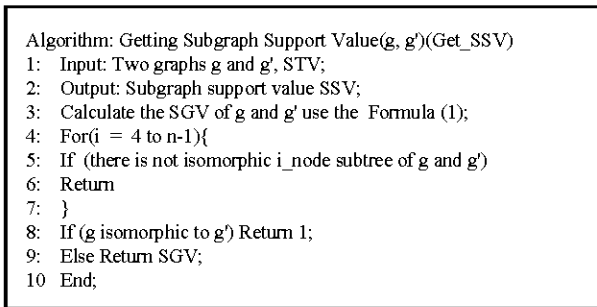 Algorithm: Getting Subgraph Support Value(g, g')(Get_SSV)
1: Input: Two graphs g and g', STV;
2: Output: Subgraph support value SSV;
3: Calculate the SGV of g and g' use the Formula (1);
4: For(i = 4 to n-1){
5: If (there is not isomorphic i_node subtree of g and g')
6: Return
7: }
8: If (g isomorphic to g') Return 1;
9: Else Return SGV;
10 End;